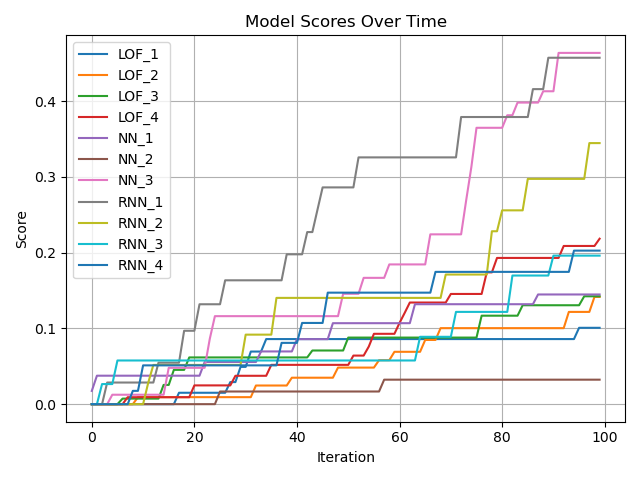 Model Scores Over Time
LOF_1
LOF_2
LOF_3
LOF_4
NN_1
NN_2
NN_3
RNN_1
RNN_2
RNN_3
RNN_4
Score
0.4
0.3
0.2
0.1
0.0
0 20 40 60 80 100
Iteration